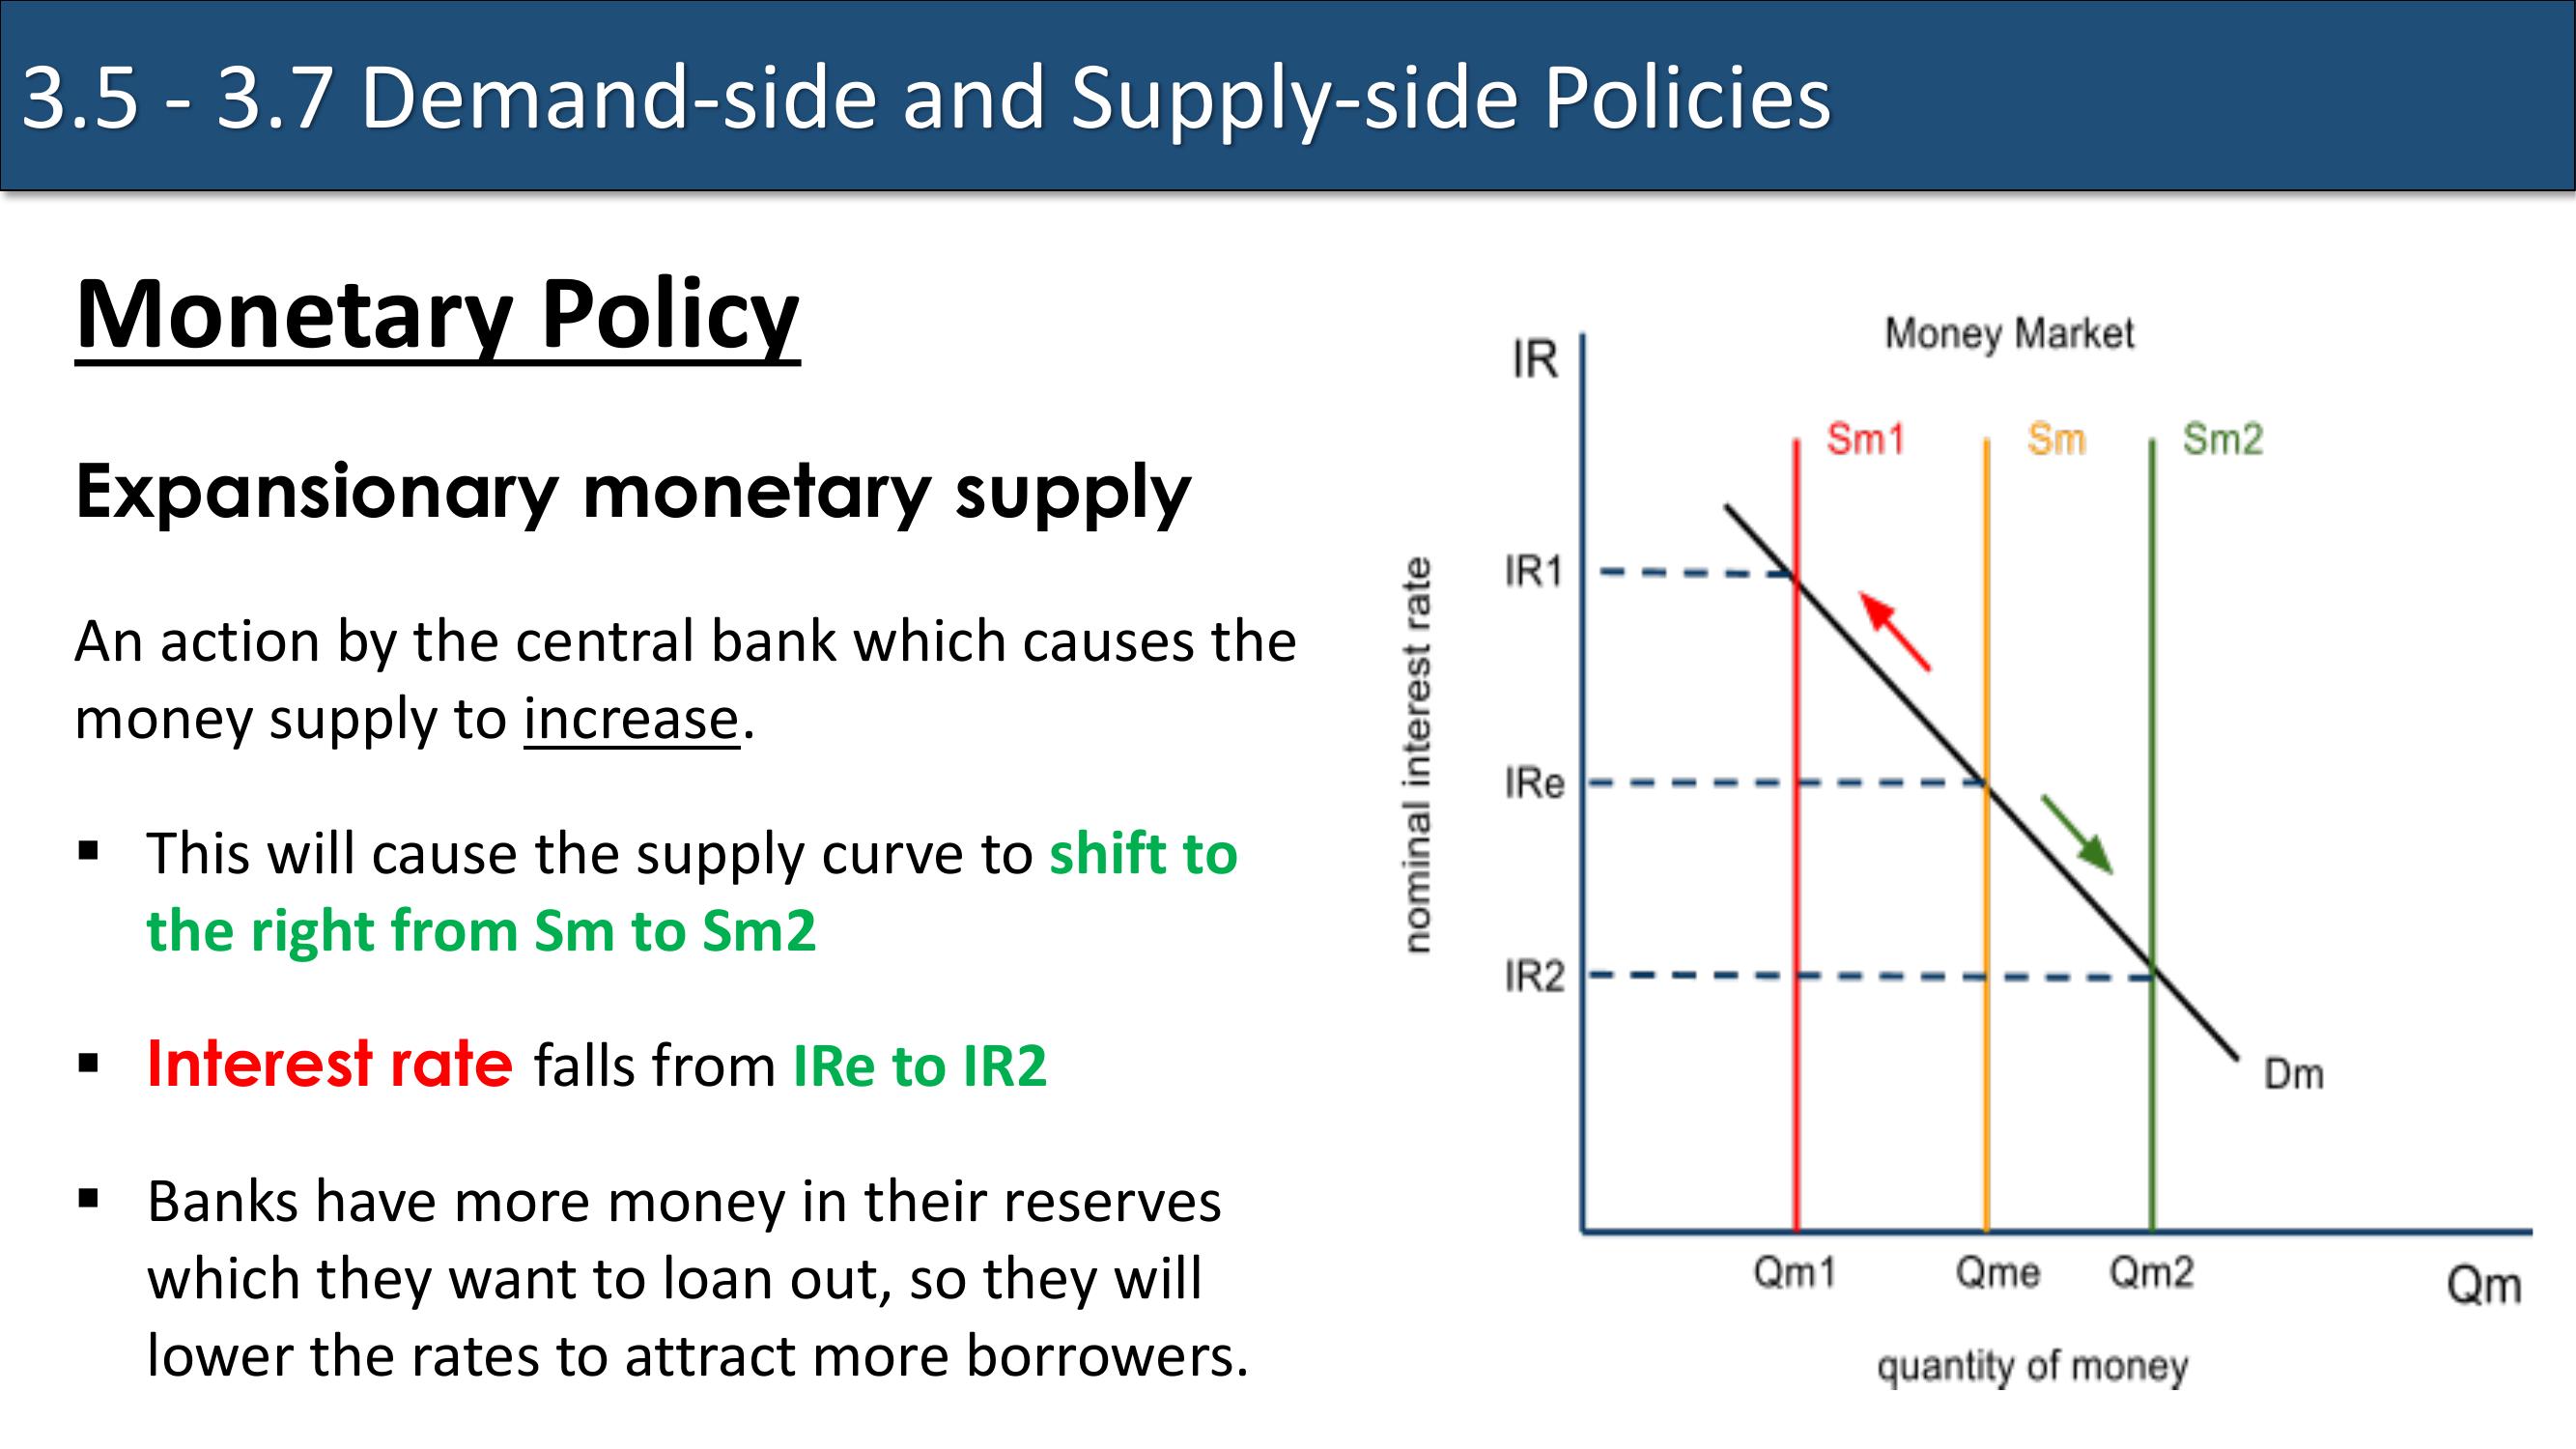 3.5 - 3.7 Demand-side and Supply-side Policies
Monetary Policy
Expansionary monetary supply
An action by the central bank which causes the
money supply to increase.
▪ This will cause the supply curve to shift to
the right from Sm to Sm2
▪ Interest rate falls from IRe to IR2
▪ Banks have more money in their reserves
which they want to loan out, so they will
lower the rates to attract more borrowers.
Money Market
IR
Sm1 Sm Sm2
IR1
nominal interest rate
IRe
IR2
Dm
Qm1 Qme Qm2 Qm
quantity of money